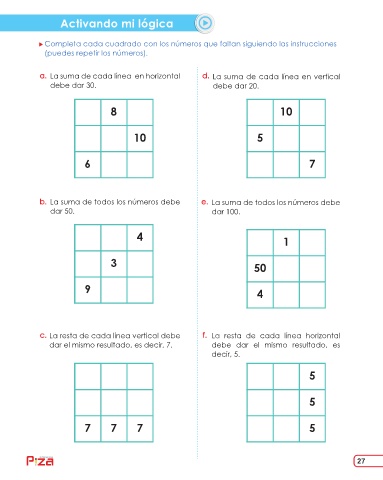 Activando mi lógica
Completa cada cuadrado con los números que faltan siguiendo las instrucciones
(puedes repetir los números).
a. La suma de cada línea en horizontal
debe dar 30.
8
10
6
d. La suma de cada línea en vertical
debe dar 20.
10
5
7
b. La suma de todos los números debe
dar 50.
4
3
9
e. La suma de todos los números debe
dar 100.
1
50
4
c. La resta de cada línea vertical debe
dar el mismo resultado, es decir, 7.
7 7 7
f. La resta de cada línea horizontal
debe dar el mismo resultado, es
decir, 5.
5
5
5
Piza
27